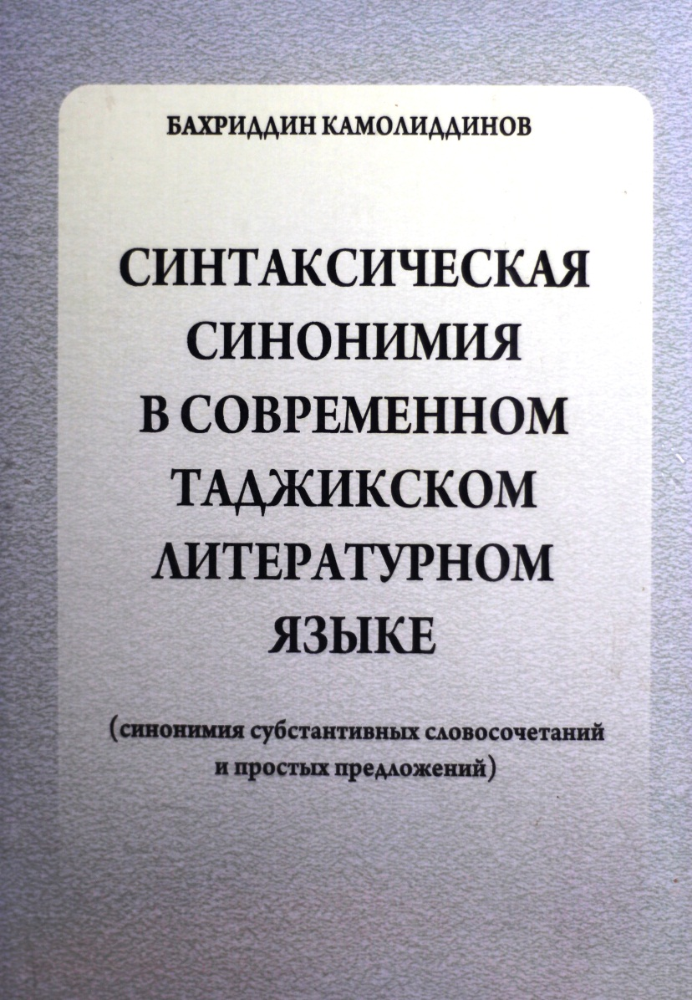 БАХРИДДИН КАМОЛИДДИНОВ
СИНТАКСИЧЕСКАЯ
СИНОНИМИЯ
В СОВРЕМЕННОМ
ТАДЖИКСКОМ
ЛИТЕРАТУРНОМ
ЯЗЫКЕ
(синонимия субстантивных словосочетаний
и простых предложений)